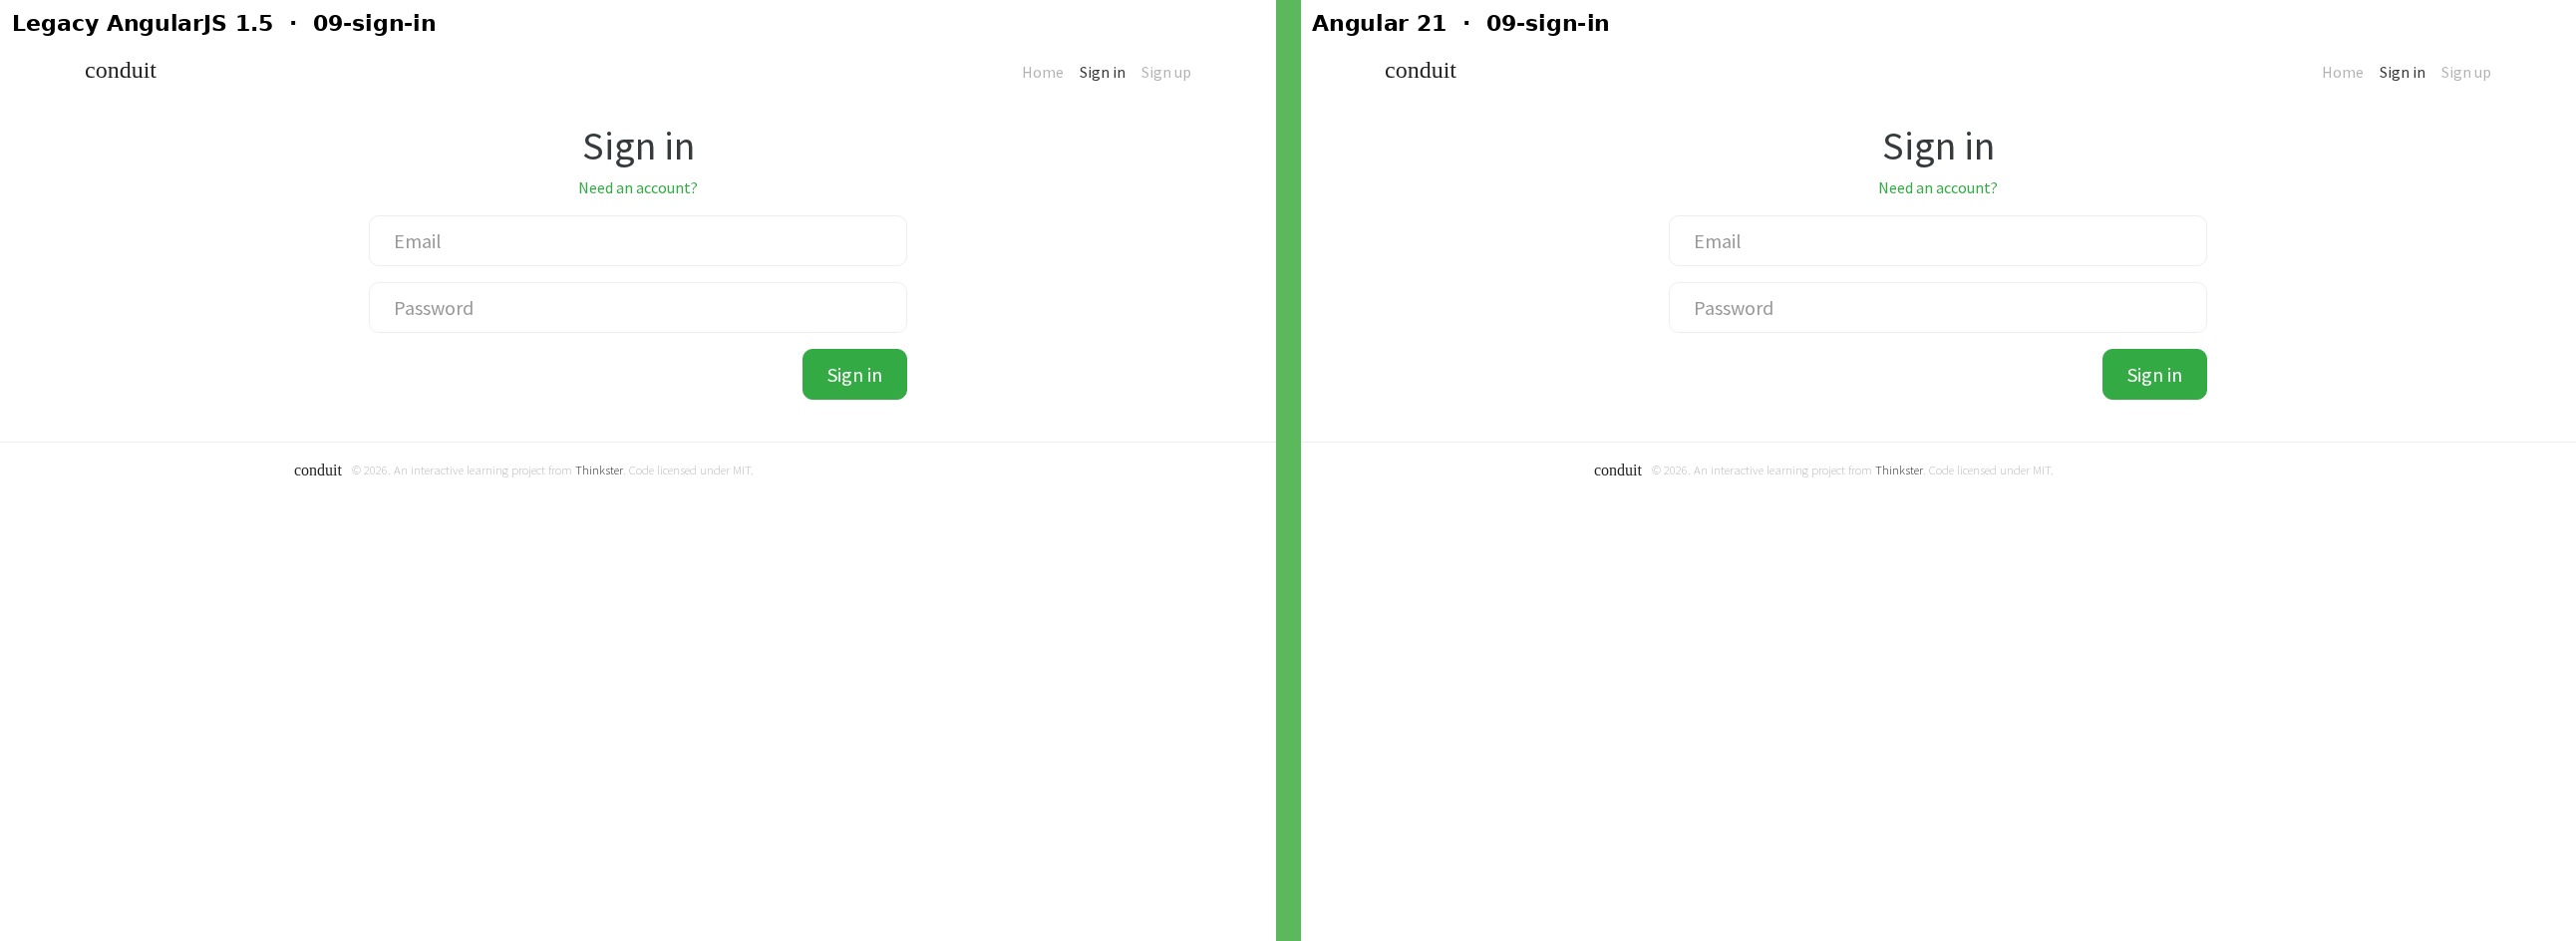 Legacy AngularJS 1.5 · 09-sign-in
conduit
Home Sign in Sign up
Sign in
Need an account?
Email
Password
Sign in
conduit © 2026. An interactive learning project from Thinkster. Code licensed under MIT.
Angular 21 · 09-sign-in
conduit
Home Sign in Sign up
Sign in
Need an account?
Email
Password
Sign in
conduit © 2026. An interactive learning project from Thinkster. Code licensed under MIT.